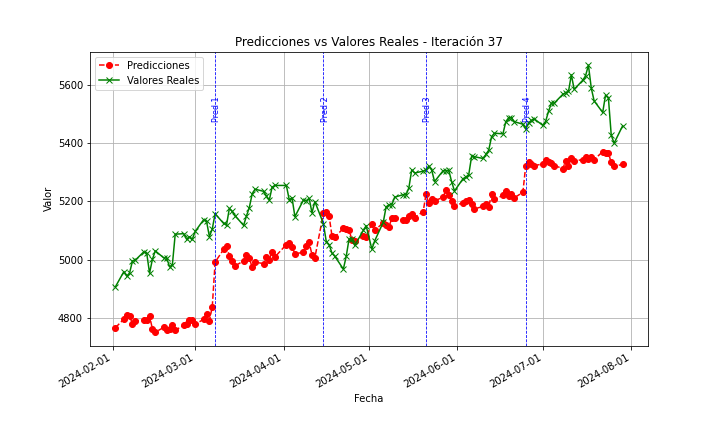 Predicciones vs Valores Reales - Iteración 37
Predicciones
Valores Reales
Pred 1
Pred 2
Pred 3
Pred 4
Valor
5600
5400
5200
5000
4800
2024-02-01
2024-03-01
2024-04-01
2024-05-01
2024-06-01
2024-07-01
2024-08-01
Fecha